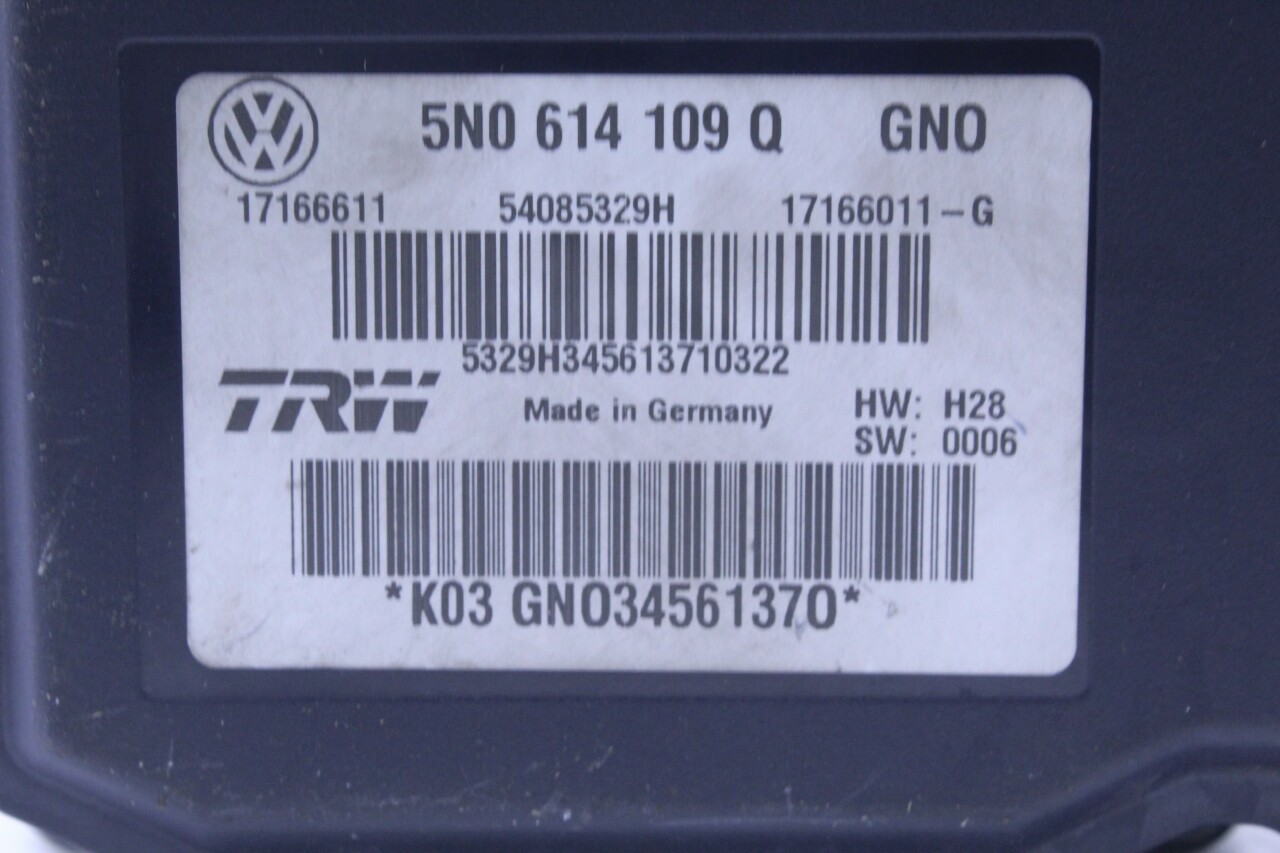 5N0 614 109 Q GNO
17166611 54085329H 17166011-G
5329H345613710322
TRW Made in Germany HW: H28
SW: 0006
*K03 GNO34561370*